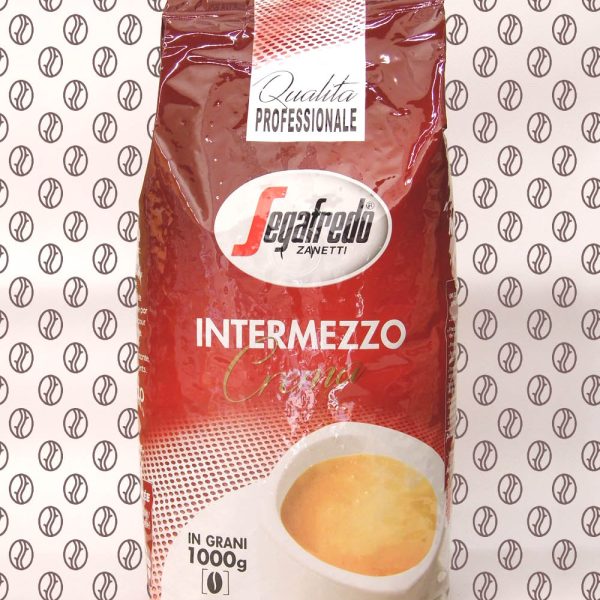 Qualità
PROFESSIONALE
Segafredo®
ZANETTI
INTERMEZZO
Crema
IN GRANI
1000g